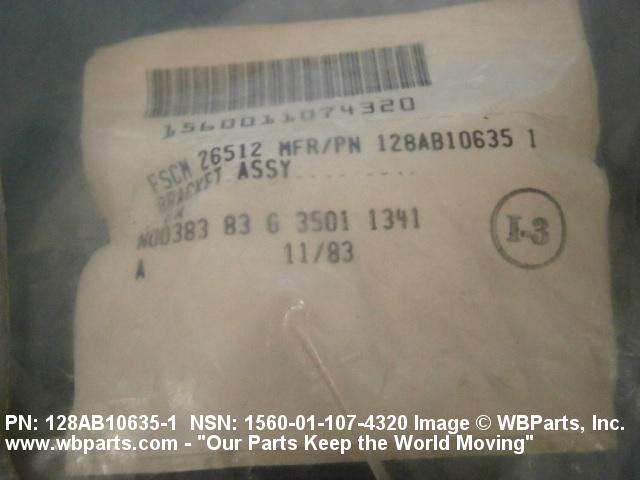 1560011074320
FSCM 26512 MFR/PN 128AB10635 1
BRACKET ASSY
EA
N00383 83 G 3501 1341
A 11/83
I-3
PN: 128AB10635-1 NSN: 1560-01-107-4320 Image © WBParts, Inc.
www.wbparts.com - "Our Parts Keep the World Moving"